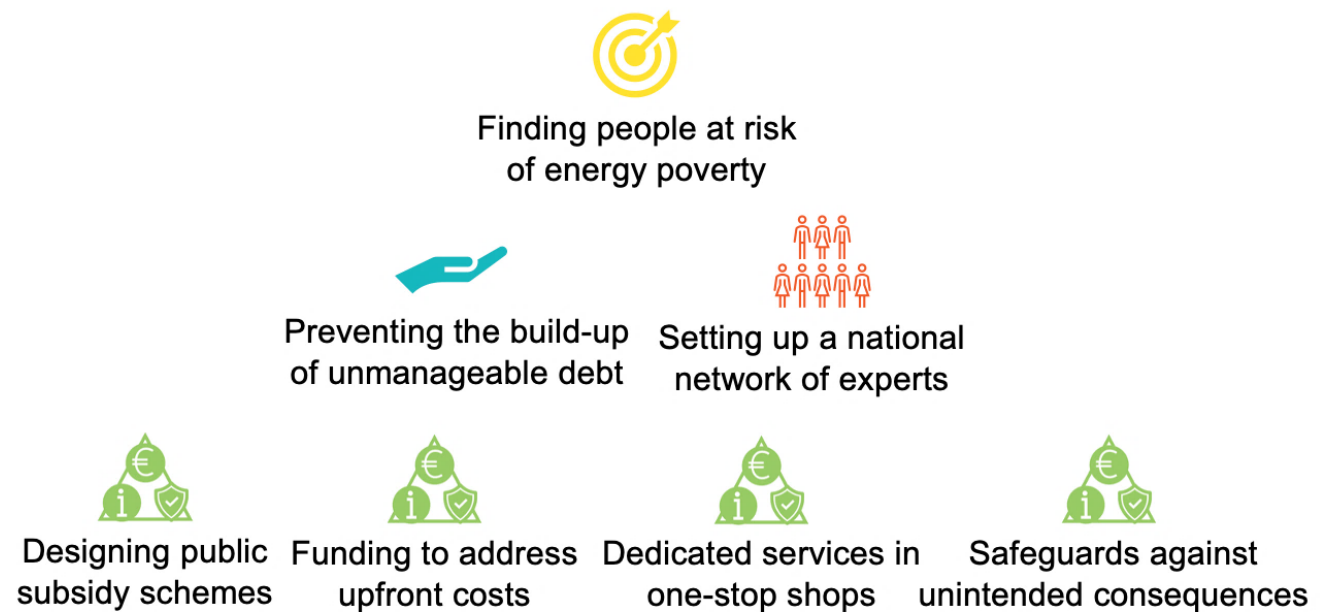 Finding people at risk
of energy poverty
Preventing the build-up
of unmanageable debt
Setting up a national
network of experts
€
i
Designing public
subsidy schemes
€
i
Funding to address
upfront costs
€
i
Dedicated services in
one-stop shops
€
i
Safeguards against
unintended consequences